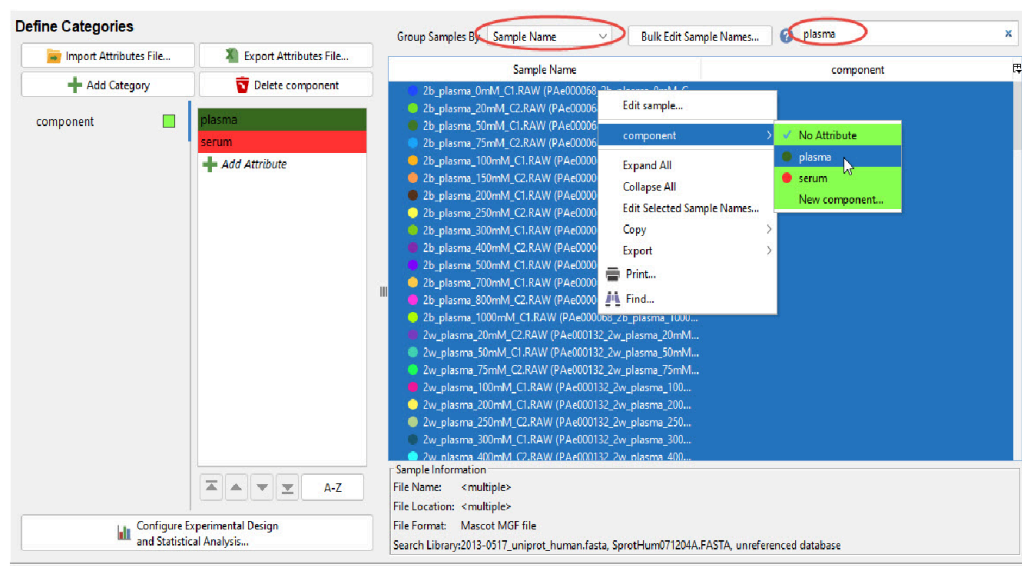 Define Categories
Import Attributes File...
Export Attributes File...
Add Category
Delete component
component
plasma
serum
Add Attribute
A-Z
Configure Experimental Design
and Statistical Analysis...
Group Samples By
Sample Name
Bulk Edit Sample Names...
plasma
Sample Name
component
2b_plasma_0mM_C1.RAW (PAe000068_2b_plasma_0mM_C...
2b_plasma_20mM_C2.RAW (PAe00006
2b_plasma_50mM_C1.RAW (PAe00006
2b_plasma_75mM_C2.RAW (PAe00006
2b_plasma_100mM_C1.RAW (PAe0000
2b_plasma_150mM_C2.RAW (PAe0000
2b_plasma_200mM_C1.RAW (PAe0000
2b_plasma_250mM_C2.RAW (PAe0000
2b_plasma_300mM_C1.RAW (PAe0000
2b_plasma_400mM_C2.RAW (PAe0000
2b_plasma_500mM_C1.RAW (PAe0000
2b_plasma_700mM_C1.RAW (PAe0000
2b_plasma_800mM_C2.RAW (PAe0000
2b_plasma_1000mM_C1.RAW (PAe000068_2b_plasma_1000...
2w_plasma_20mM_C2.RAW (PAe000132_2w_plasma_20mM...
2w_plasma_50mM_C1.RAW (PAe000132_2w_plasma_50mM...
2w_plasma_75mM_C2.RAW (PAe000132_2w_plasma_75mM...
2w_plasma_100mM_C1.RAW (PAe000132_2w_plasma_100...
2w_plasma_200mM_C1.RAW (PAe000132_2w_plasma_200...
2w_plasma_250mM_C2.RAW (PAe000132_2w_plasma_250...
2w_plasma_300mM_C1.RAW (PAe000132_2w_plasma_300...
2w_plasma_400mM_C2.RAW (PAe000132_2w_plasma_400...
Edit sample...
component
Expand All
Collapse All
Edit Selected Sample Names...
Copy
Export
Print...
Find...
No Attribute
plasma
serum
New component...
Sample Information
File Name: <multiple>
File Location: <multiple>
File Format: Mascot MGF file
Search Library:2013-0517_uniprot_human.fasta, SprotHum071204A.FASTA, unreferenced database